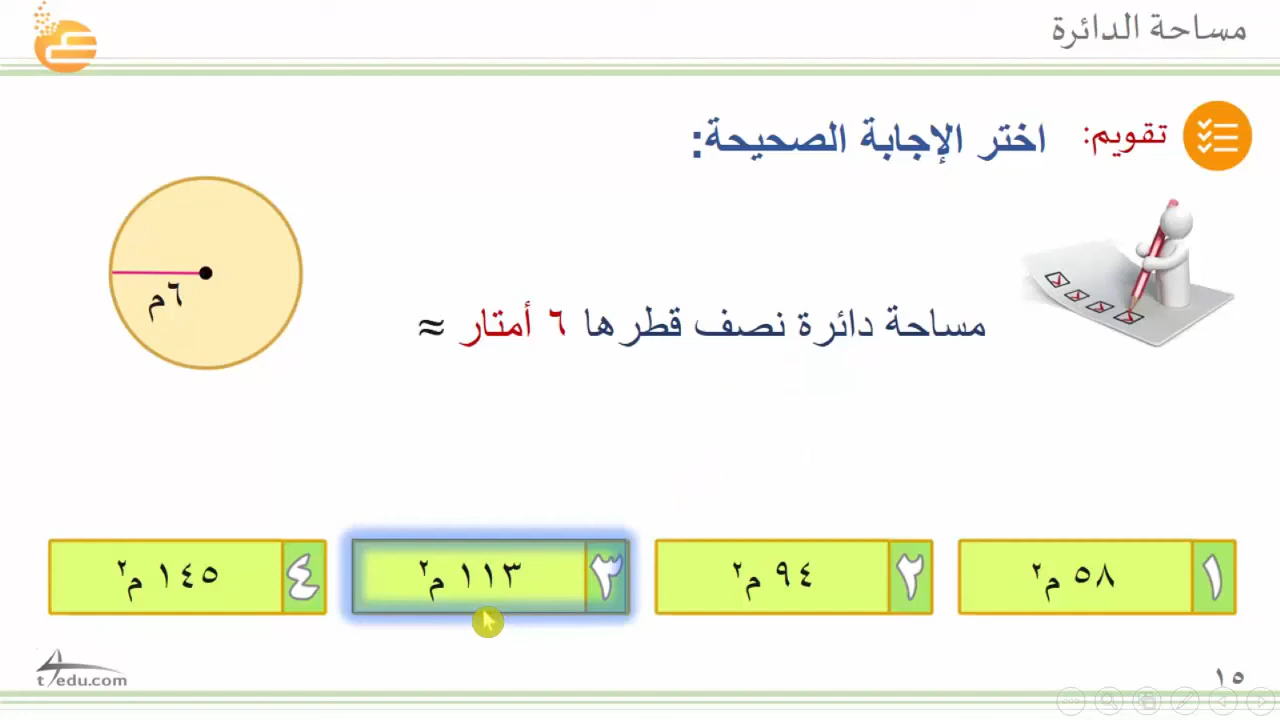 مساحة الدائرة
تقويم: اختر الإجابة الصحيحة:
٦م
مساحة دائرة نصف قطرها ٦ أمتار ≈
١ ٥٨ م٢
٢ ٩٤ م٢
٣ ١١٣ م٢
٤ ١٤٥ م٢
١٥
t4edu.com